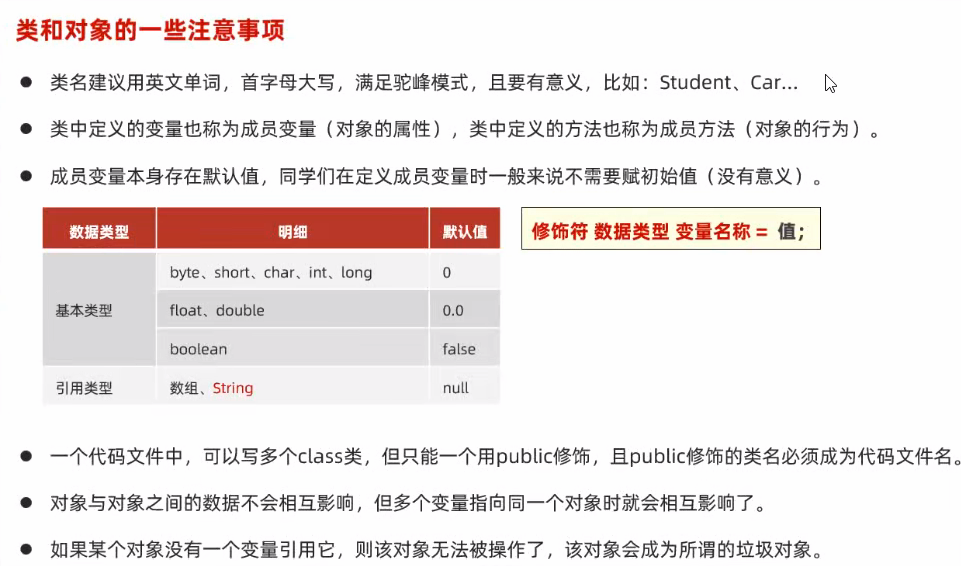 类和对象的一些注意事项
● 类名建议用英文单词，首字母大写，满足驼峰模式，且要有意义，比如：Student、Car...
● 类中定义的变量也称为成员变量（对象的属性），类中定义的方法也称为成员方法（对象的行为）。
● 成员变量本身存在默认值，同学们在定义成员变量时一般来说不需要赋初始值（没有意义）。
数据类型 明细 默认值
修饰符 数据类型 变量名称 = 值;
byte、short、char、int、long 0
基本类型 float、double 0.0
boolean false
引用类型 数组、String null
● 一个代码文件中，可以写多个class类，但只能一个用public修饰，且public修饰的类名必须成为代码文件名。
● 对象与对象之间的数据不会相互影响，但多个变量指向同一个对象时就会相互影响了。
● 如果某个对象没有一个变量引用它，则该对象无法被操作了，该对象会成为所谓的垃圾对象。